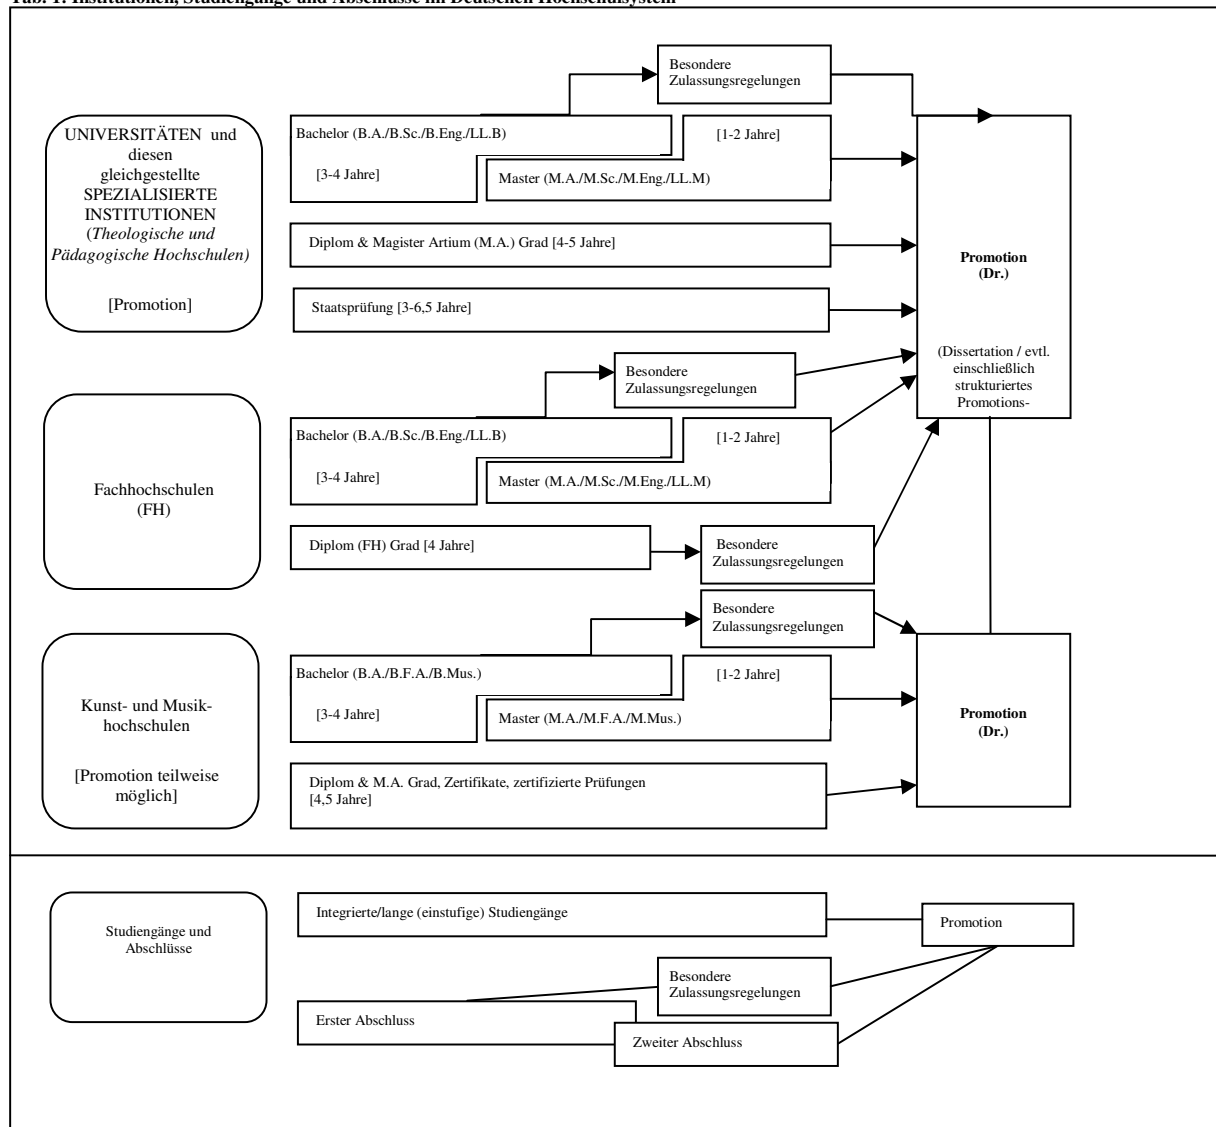 Tab. 1: Institutionen, Studiengänge und Abschlüsse im Deutschen Hochschulsystem
Besondere
Zulassungsregelungen
UNIVERSITÄTEN und
diesen
gleichgestellte
SPEZIALISIERTE
INSTITUTIONEN
(Theologische und
Pädagogische Hochschulen)
[Promotion]
Bachelor (B.A./B.Sc./B.Eng./LL.B)
[3-4 Jahre]
[1-2 Jahre]
Master (M.A./M.Sc./M.Eng./LL.M)
Diplom & Magister Artium (M.A.) Grad [4-5 Jahre]
Staatsprüfung [3-6,5 Jahre]
Promotion
(Dr.)
(Dissertation / evtl.
einschließlich
strukturiertes
Promotions-
Besondere
Zulassungsregelungen
Fachhochschulen
(FH)
Bachelor (B.A./B.Sc./B.Eng./LL.B)
[3-4 Jahre]
[1-2 Jahre]
Master (M.A./M.Sc./M.Eng./LL.M)
Diplom (FH) Grad [4 Jahre]
Besondere
Zulassungsregelungen
Besondere
Zulassungsregelungen
Kunst- und Musik-
hochschulen
[Promotion teilweise
möglich]
Bachelor (B.A./B.F.A./B.Mus.)
[3-4 Jahre]
[1-2 Jahre]
Master (M.A./M.F.A./M.Mus.)
Diplom & M.A. Grad, Zertifikate, zertifizierte Prüfungen
[4,5 Jahre]
Promotion
(Dr.)
Studiengänge und
Abschlüsse
Integrierte/lange (einstufige) Studiengänge
Promotion
Besondere
Zulassungsregelungen
Erster Abschluss
Zweiter Abschluss